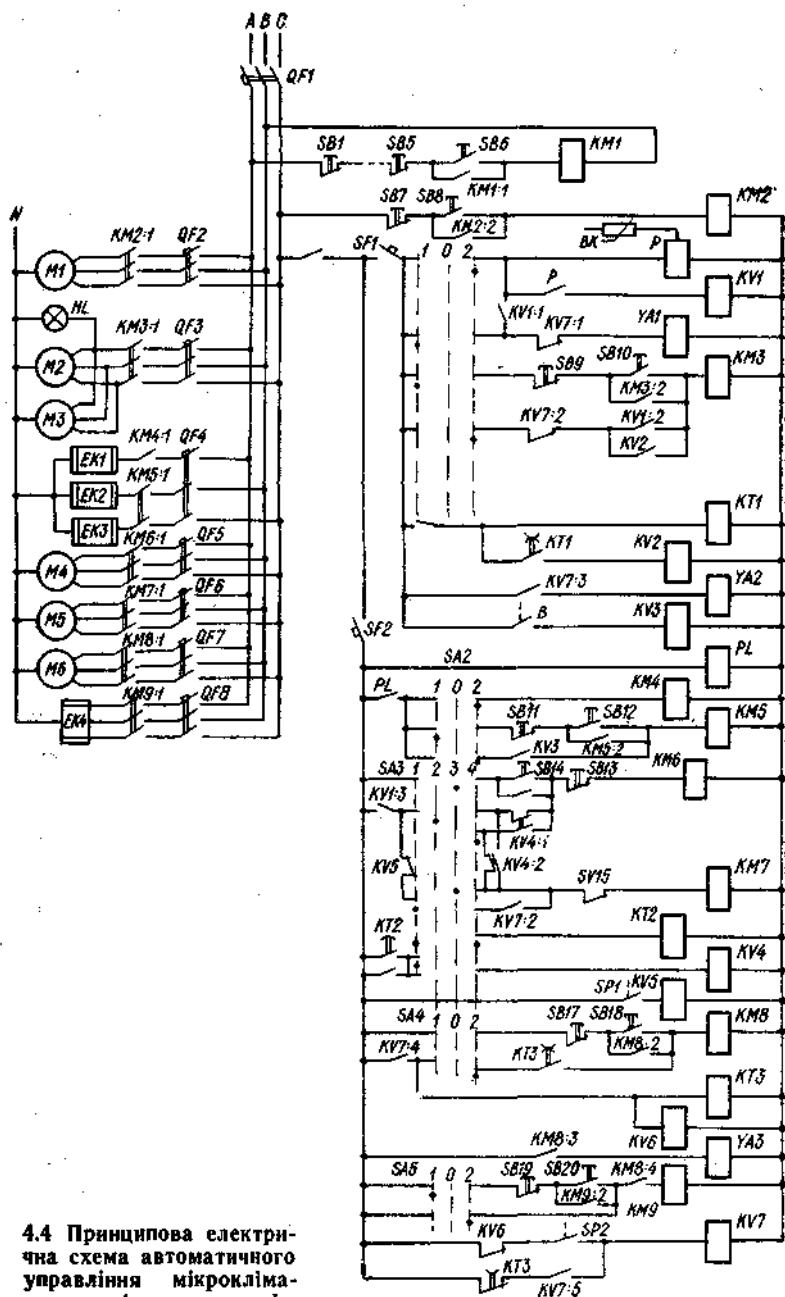 A B C
QF1
SB1 SB5 SB6 KM1
KM1:1
N
SB7 SB8 KM2
KM2:1 QF2 KM2:2
SF1 1 0 2 BK P
M1
HL P KV1
KV1:1
KM3:1 QF3 KV7:1 YA1
M2 SB9 SB10 KM3
KM3:2
M3 KV7:2 KV1:2
KM4:1 QF4 KV2
EK1
KM5:1
EK2
EK3 KT1
KM6:1 QF5 KT1 KV2
M4
KM7:1 QF6 KV7:3 YA2
M5 B KV3
KM8:1 QF7 SF2
M6 SA2 PL
KM9:1 QF8 PL 1 0 2 KM4
EK4 SB11 SB12 KM5
KV3 KM5:2
SA3 1 2 3 4 SB14 SB13 KM6
KV1:3
KV4:1
KV5 KV4:2
SV15 KM7
KV7:2
KT2 KT2
KV4
SP1 KV5
SA4 1 0 2 SB17 SB18 KM8
KV7:4 KM8:2
KT3
KT3
KV6
KM8:3 YA3
SA5 1 0 2 SB19 SB20 KM8:4
KM9:2 KM9
4.4 Принципова електри-
чна схема автоматичного
управління мікрокліма-
KV6 SP2 KV7
KT3
KV7:5